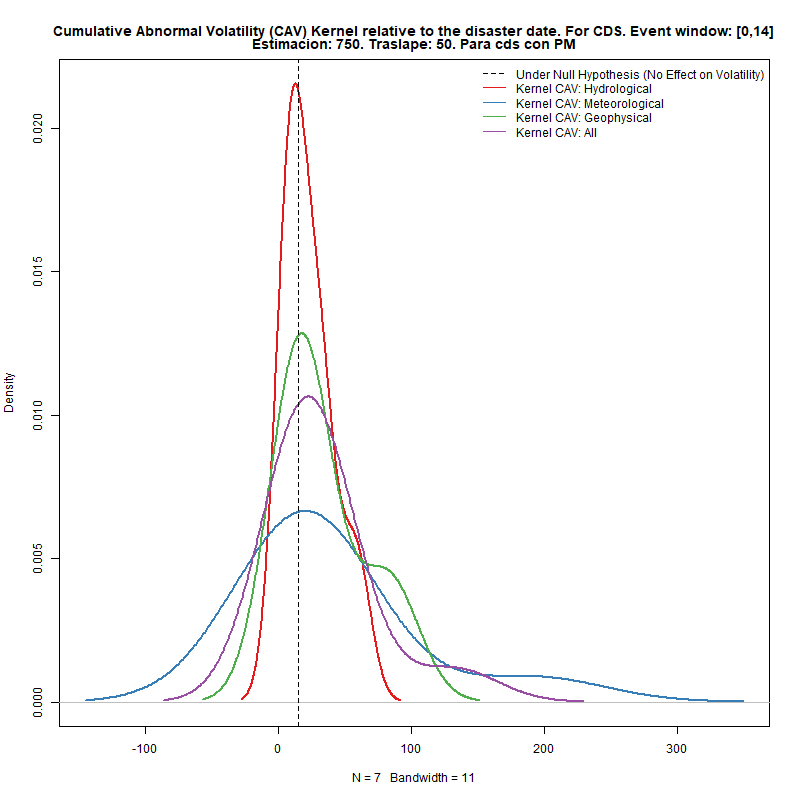 Cumulative Abnormal Volatility (CAV) Kernel relative to the disaster date. For CDS. Event window: [0,14]
Estimacion: 750. Traslape: 50. Para cds con PM
Under Null Hypothesis (No Effect on Volatility)
Kernel CAV: Hydrological
Kernel CAV: Meteorological
Kernel CAV: Geophysical
Kernel CAV: All
Density
0.020
0.015
0.010
0.005
0.000
-100 0 100 200 300
N = 7 Bandwidth = 11